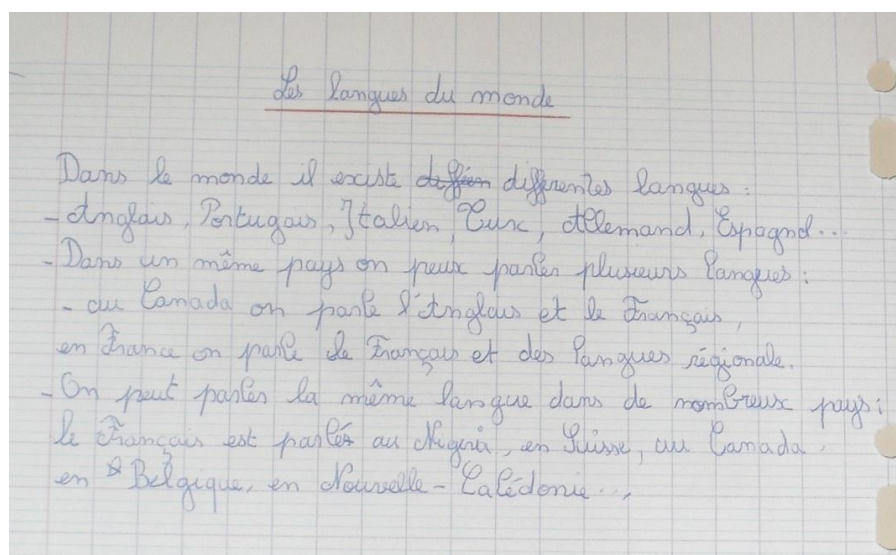 Les langues du monde
Dans le monde il existe différentes langues :
- Anglais, Portugais, Italien, Turc, Allemand, Espagnol...
- Dans un même pays on peux parler plusieurs langues :
- au Canada on parle l'Anglais et le Français,
en France on parle le Français et des langues régionale.
- On peut parler la même langue dans de nombreux pays :
le Français est parlé au Nigéria, en Suisse, au Canada,
en Belgique, en Nouvelle-Calédonie...